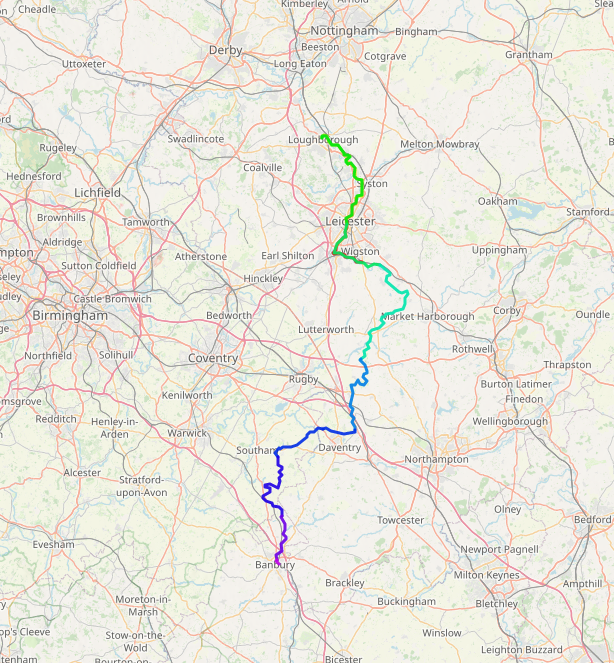 Cheadle
Kimberley
Nottingham
Bingham
Grantham
Derby
Beeston
Cotgrave
Uttoxeter
Long Eaton
Swadlincote
Loughborough
Melton Mowbray
Rugeley
Coalville
Hednesford
Lichfield
yston
Oakham
Stamford
Brownhills
Tamworth
Leicester
Aldridge
Atherstone
Earl Shilton
Wigston
Uppingham
Sutton Coldfield
Hinckley
Castle Bromwich
Bedworth
Corby
Oundle
Birmingham
Market Harborough
Lutterworth
Northfield
Solihull
Coventry
Rothwell
Thrapston
Rugby
Burton Latimer
Kenilworth
Finedon
Redditch
Henley-in-
Arden
Warwick
Wellingborough
Southam
Daventry
Northampton
Alcester
Stratford-
upon-Avon
Olney
Towcester
Bedford
Evesham
Newport Pagnell
Banbury
Milton Keynes
Brackley
Ampthill
Moreton-in-
Marsh
Buckingham
Bletchley
Stow-on-the-
Wold
Winslow
Bicester
Leighton Buzzard